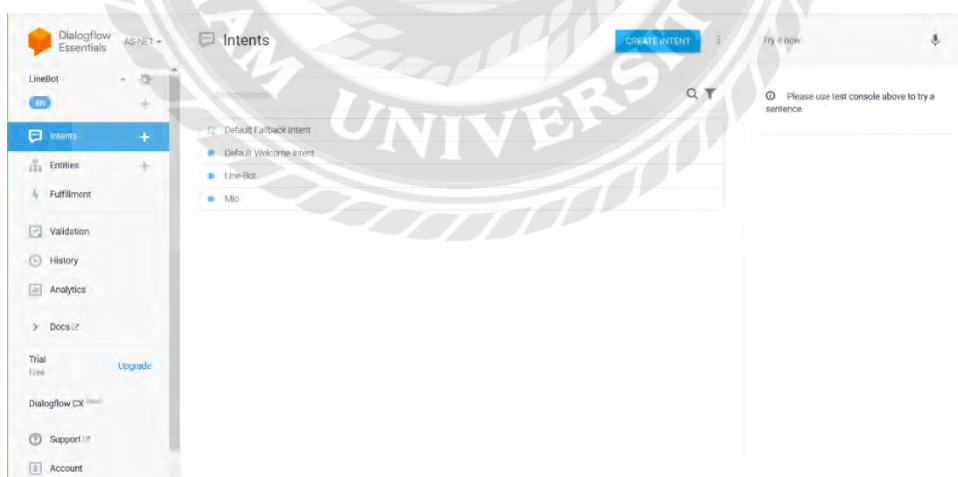 Dialogflow
Essentials
AS-NE1
Intents
CREATE INTENT
Try it now
LineBot
en
Please use test console above to try a
sentence.
Intents
Default Fallback Intent
Default Welcome Intent
Entities
Line-Bot
Fulfillment
Mio
Validation
History
Analytics
Docs
Trial
Free
Upgrade
Dialogflow CX
Support
Account
UNIVERSITY